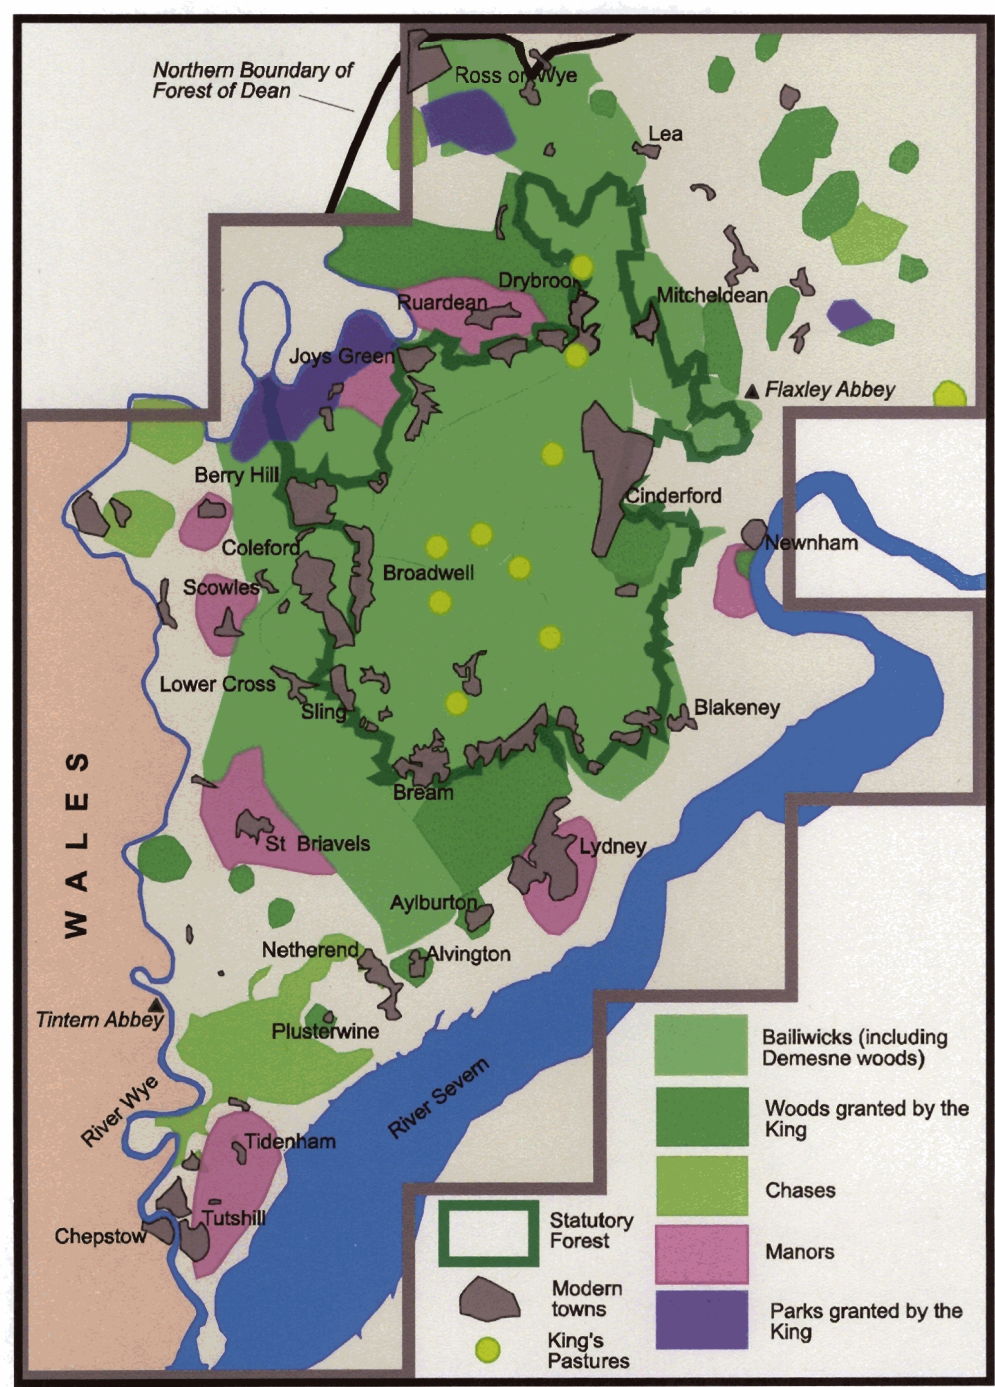 Northern Boundary of
Forest of Dean
Ross on Wye
Lea
Drybrook
Ruardean
Mitcheldean
Joys Green
Flaxley Abbey
Berry Hill
Cinderford
Coleford
Newnham
Broadwell
Scowles
Lower Cross
Sling
Blakeney
WALES
Bream
St Briavels
Lydney
Aylburton
Netherend
Alvington
Tintern Abbey
Plusterwine
River Wye
River Severn
Tidenham
Tutshill
Chepstow
Bailiwicks (including
Demesne woods)
Woods granted by the
King
Chases
Statutory
Forest
Manors
Modern
towns
Parks granted by the
King
King's
Pastures